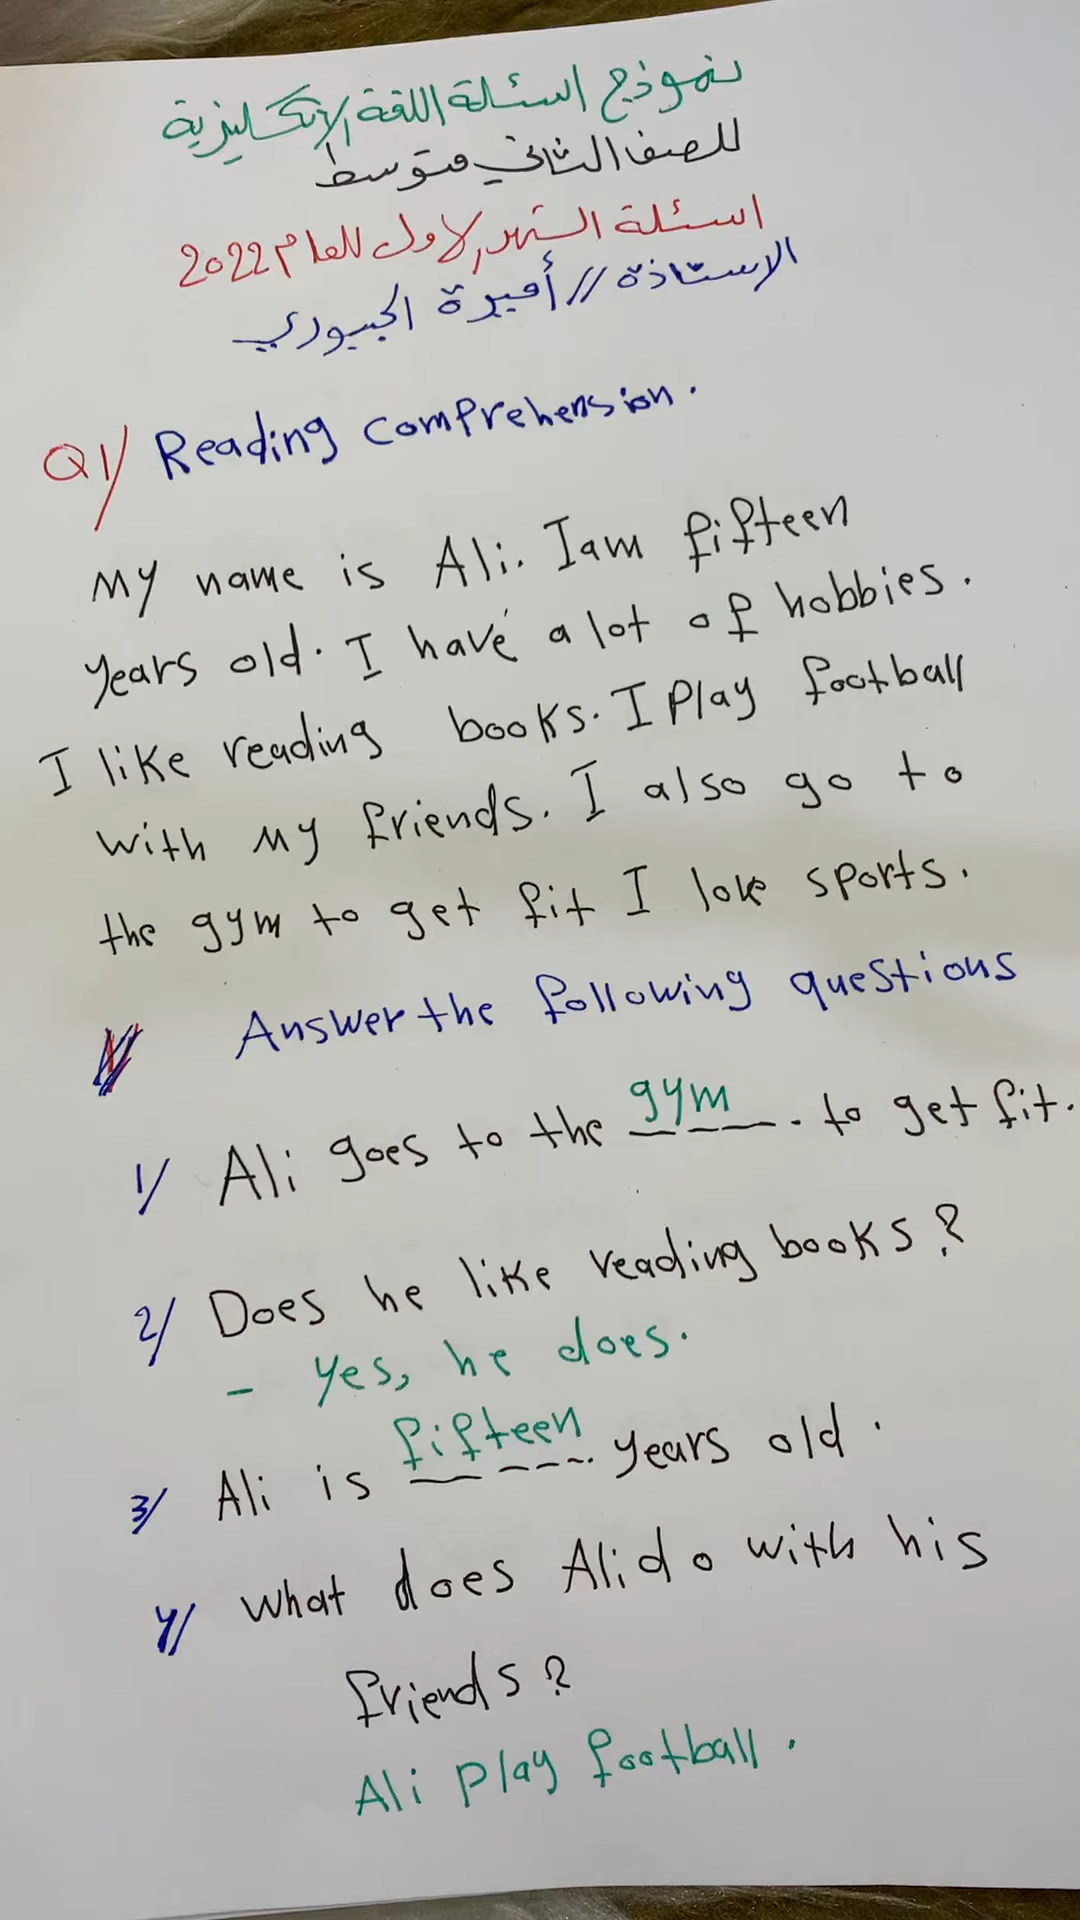 نموذج اسئلة اللغة الإنكليزية
للصف الثاني متوسط
اسئلة الشهر الاول للعام 2022
الاستاذة // أميرة الجبوري
Q1/ Reading comprehension.
My name is Ali. I am fifteen
years old. I have a lot of hobbies.
I like reading books. I play football
with my friends. I also go to
the gym to get fit I love sports.
Answer the following questions
1/ Ali goes to the gym to get fit.
2/ Does he like reading books?
- Yes, he does.
3/ Ali is fifteen years old.
4/ What does Ali do with his
friends?
Ali play football.